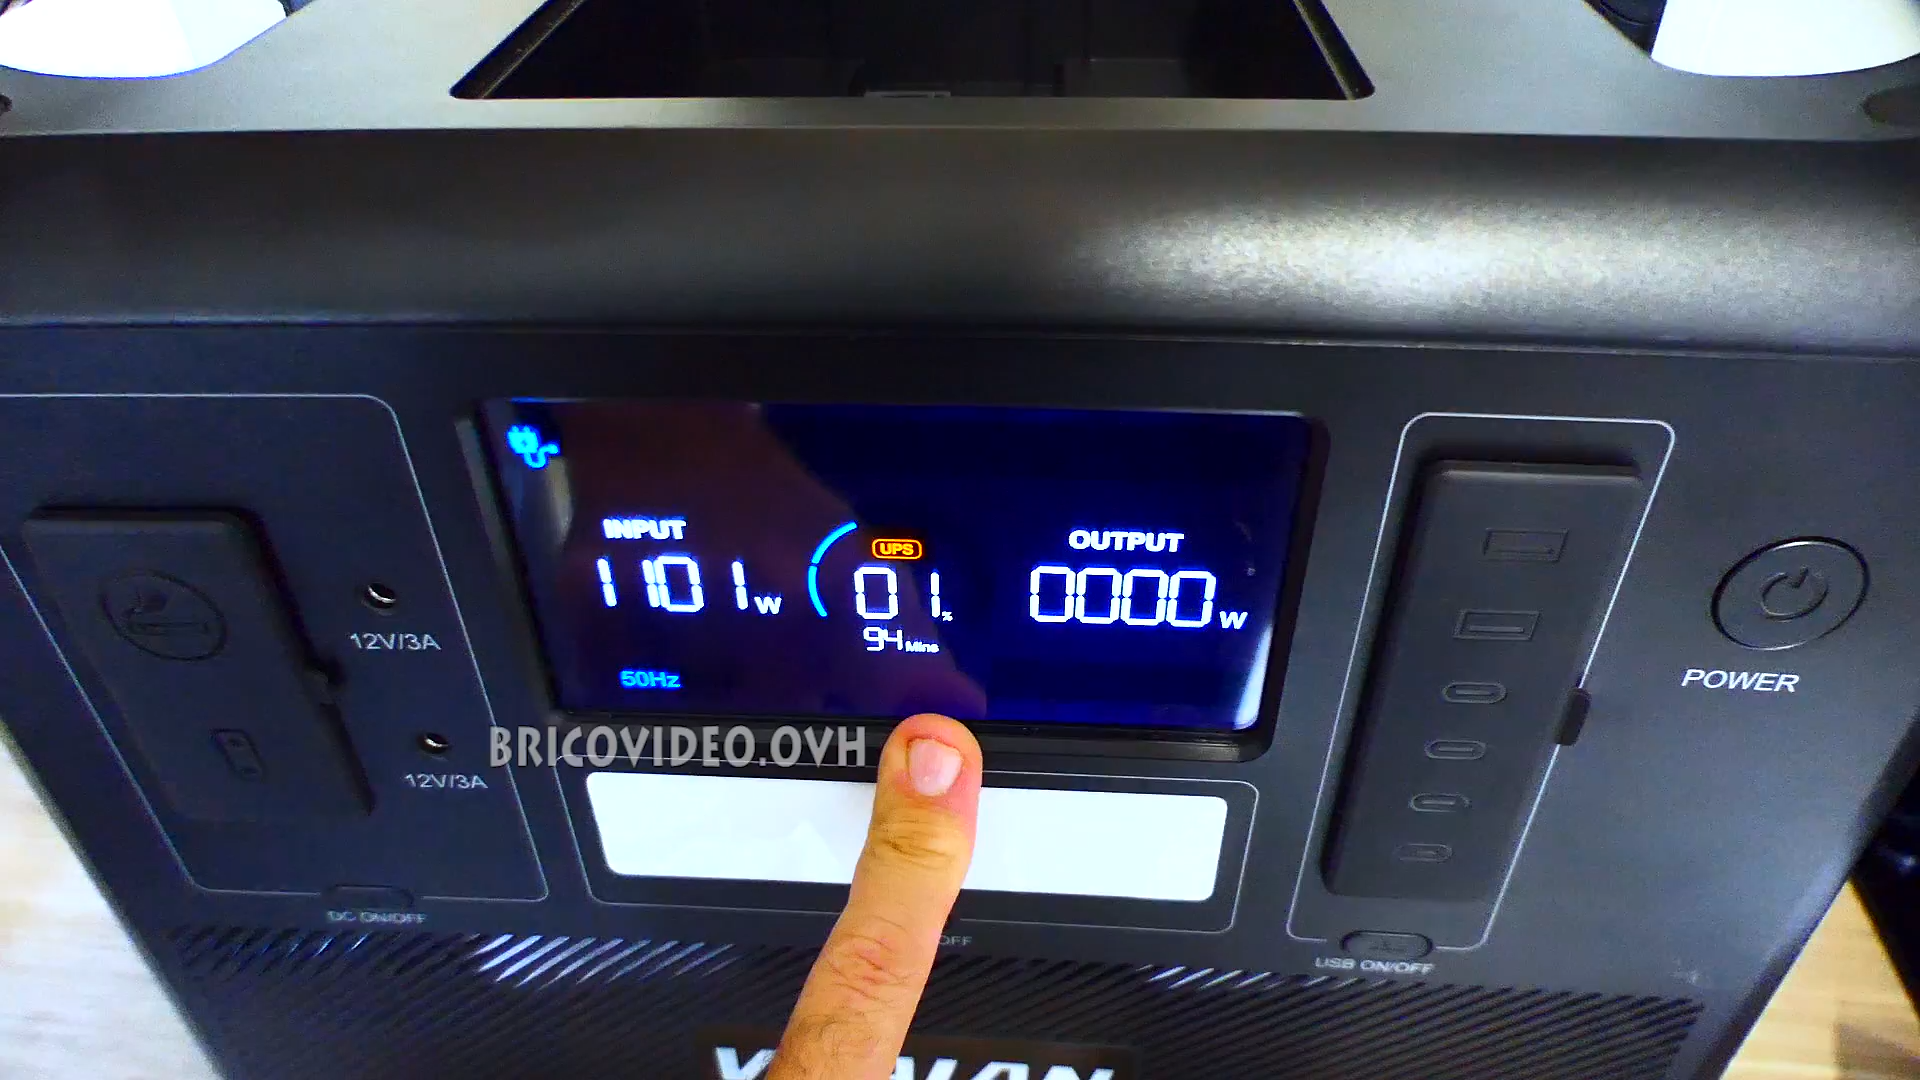 INPUT
1101W
UPS
01%
94Mins
OUTPUT
0000W
50Hz
12V/3A
12V/3A
POWER
BRICOVIDEO.OVH
DC ON/OFF
OFF
USB ON/OFF